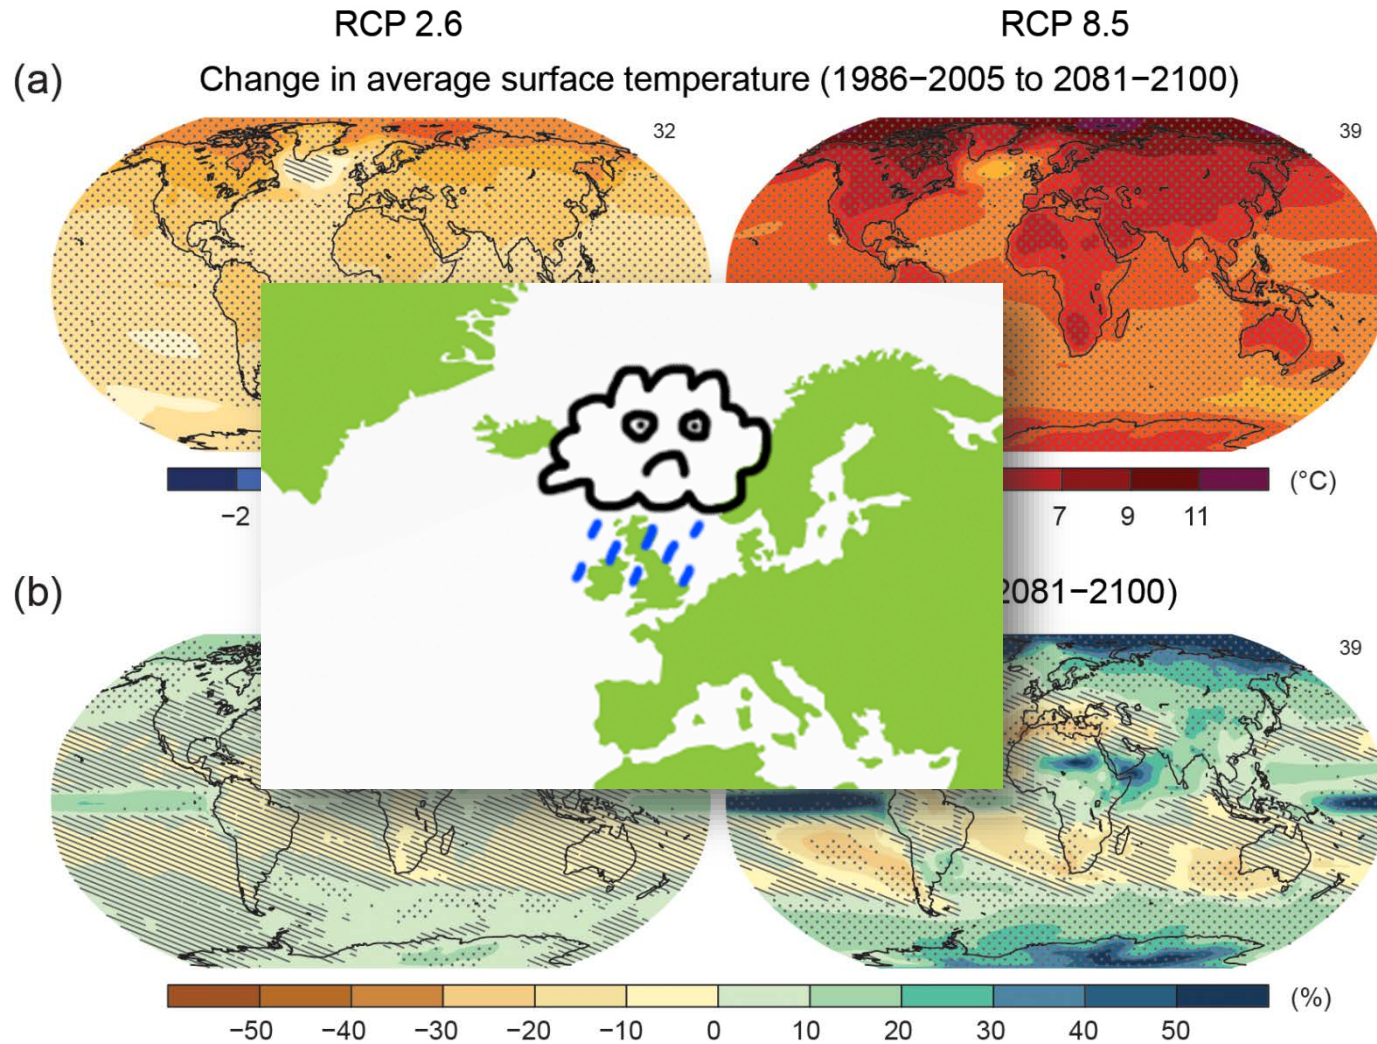 RCP 2.6 RCP 8.5
(a) Change in average surface temperature (1986−2005 to 2081−2100)
32 39
−2 7 9 11 (°C)
(b) 2081−2100)
39
−50 −40 −30 −20 −10 0 10 20 30 40 50 (%)